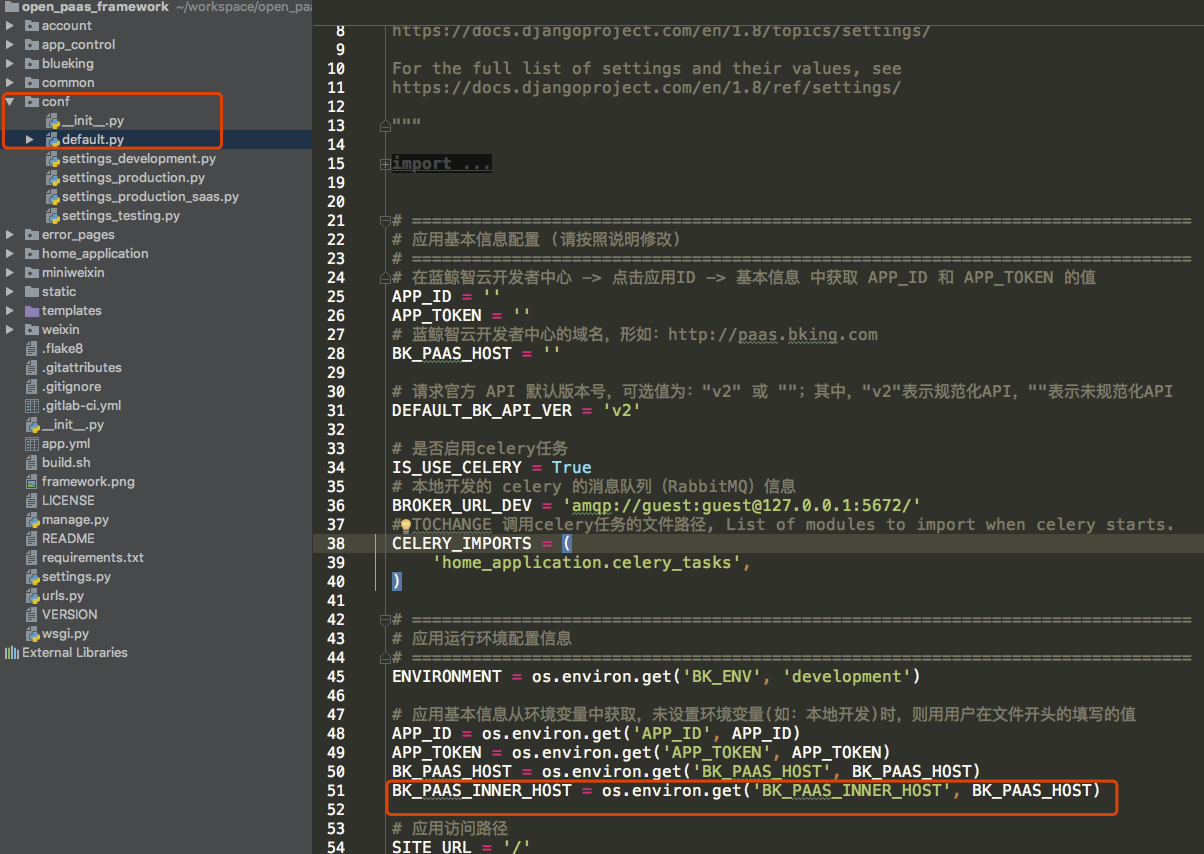 open_paas_framework ~/workspace/open_paa
account
app_control
blueking
common
conf
__init__.py
default.py
settings_development.py
settings_production.py
settings_production_saas.py
settings_testing.py
error_pages
home_application
miniweixin
static
templates
weixin
.flake8
.gitattributes
.gitignore
.gitlab-ci.yml
__init__.py
app.yml
build.sh
framework.png
LICENSE
manage.py
README
requirements.txt
settings.py
urls.py
VERSION
wsgi.py
External Libraries
8 https://docs.djangoproject.com/en/1.8/topics/settings/
9
10 For the full list of settings and their values, see
11 https://docs.djangoproject.com/en/1.8/ref/settings/
12
13 """
14
15 import ...
19
20
21 # ==============================================================================
22 # 应用基本信息配置 (请按照说明修改)
23 # ==============================================================================
24 # 在蓝鲸智云开发者中心 -> 点击应用ID -> 基本信息 中获取 APP_ID 和 APP_TOKEN 的值
25 APP_ID = ''
26 APP_TOKEN = ''
27 # 蓝鲸智云开发者中心的域名，形如：http://paas.bking.com
28 BK_PAAS_HOST = ''
29
30 # 请求官方 API 默认版本号，可选值为："v2" 或 ""；其中，"v2"表示规范化API，""表示未规范化API
31 DEFAULT_BK_API_VER = 'v2'
32
33 # 是否启用celery任务
34 IS_USE_CELERY = True
35 # 本地开发的 celery 的消息队列（RabbitMQ）信息
36 BROKER_URL_DEV = 'amqp://guest:guest@127.0.0.1:5672/'
37 # TOCHANGE 调用celery任务的文件路径, List of modules to import when celery starts.
38 CELERY_IMPORTS = (
39 'home_application.celery_tasks',
40 )
41
42 # ==============================================================================
43 # 应用运行环境配置信息
44 # ==============================================================================
45 ENVIRONMENT = os.environ.get('BK_ENV', 'development')
46
47 # 应用基本信息从环境变量中获取，未设置环境变量(如：本地开发)时，则用用户在文件开头的填写的值
48 APP_ID = os.environ.get('APP_ID', APP_ID)
49 APP_TOKEN = os.environ.get('APP_TOKEN', APP_TOKEN)
50 BK_PAAS_HOST = os.environ.get('BK_PAAS_HOST', BK_PAAS_HOST)
51 BK_PAAS_INNER_HOST = os.environ.get('BK_PAAS_INNER_HOST', BK_PAAS_HOST)
52
53 # 应用访问路径
54 SITE_URL = '/'